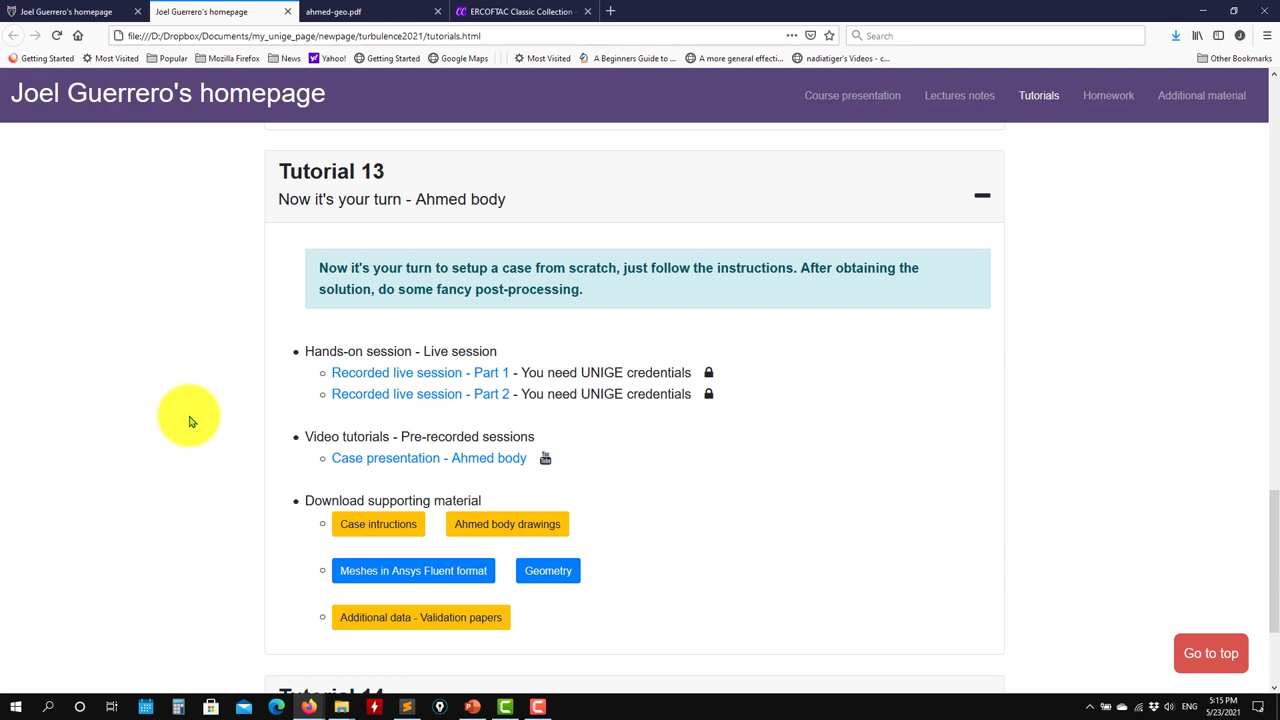 Joel Guerrero's homepage
Joel Guerrero's homepage
ahmed-geo.pdf
ERCOFTAC Classic Collection -
file:///D:/Dropbox/Documents/my_unige_page/newpage/turbulence2021/tutorials.html
Search
Getting Started
Most Visited
Popular
Mozilla Firefox
News
Yahoo!
Getting Started
Google Maps
Most Visited
A Beginners Guide to ...
A more general effecti...
nadiatiger's Videos - c...
Other Bookmarks
Joel Guerrero's homepage
Course presentation
Lectures notes
Tutorials
Homework
Additional material
Tutorial 13
Now it's your turn - Ahmed body
Now it's your turn to setup a case from scratch, just follow the instructions. After obtaining the
solution, do some fancy post-processing.
Hands-on session - Live session
Recorded live session - Part 1 - You need UNIGE credentials
Recorded live session - Part 2 - You need UNIGE credentials
Video tutorials - Pre-recorded sessions
Case presentation - Ahmed body
Download supporting material
Case intructions
Ahmed body drawings
Meshes in Ansys Fluent format
Geometry
Additional data - Validation papers
Go to top
Tutorial 14
ENG
5:15 PM
5/23/2021